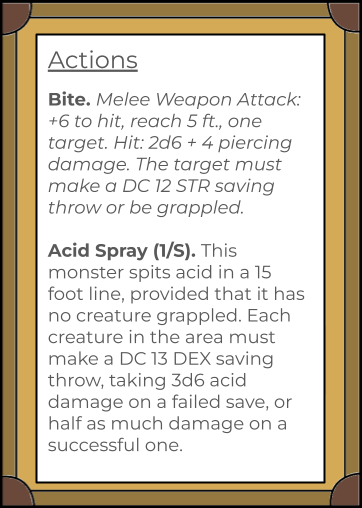 Actions
Bite. Melee Weapon Attack:
+6 to hit, reach 5 ft., one
target. Hit: 2d6 + 4 piercing
damage. The target must
make a DC 12 STR saving
throw or be grappled.
Acid Spray (1/S). This
monster spits acid in a 15
foot line, provided that it has
no creature grappled. Each
creature in the area must
make a DC 13 DEX saving
throw, taking 3d6 acid
damage on a failed save, or
half as much damage on a
successful one.